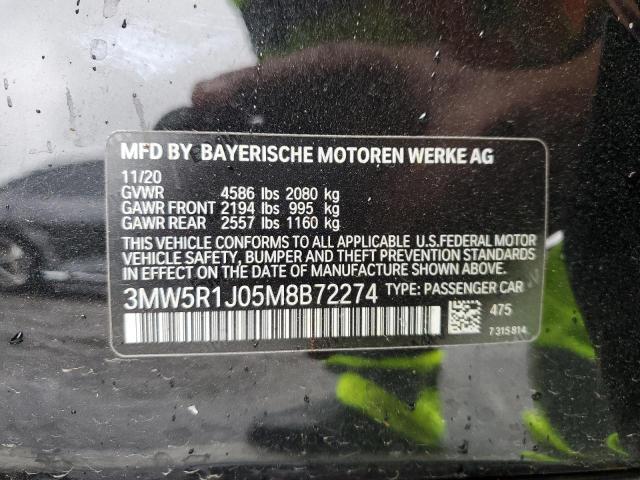 MFD BY BAYERISCHE MOTOREN WERKE AG
11/20
GVWR 4586 lbs 2080 kg
GAWR FRONT 2194 lbs 995 kg
GAWR REAR 2557 lbs 1160 kg
THIS VEHICLE CONFORMS TO ALL APPLICABLE U.S.FEDERAL MOTOR
VEHICLE SAFETY, BUMPER AND THEFT PREVENTION STANDARDS
IN EFFECT ON THE DATE OF MANUFACTURE SHOWN ABOVE.
3MW5R1J05M8B72274 TYPE: PASSENGER CAR
475
7315814